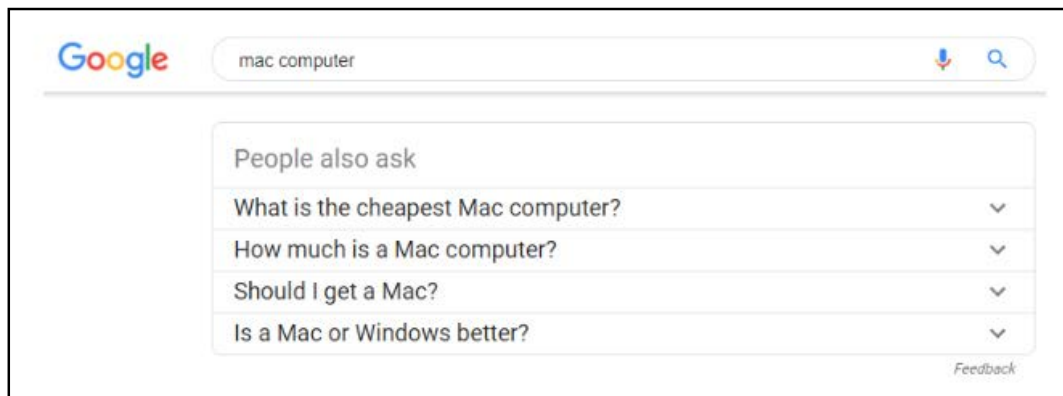 Google
mac computer
People also ask
What is the cheapest Mac computer?
How much is a Mac computer?
Should I get a Mac?
Is a Mac or Windows better?
Feedback